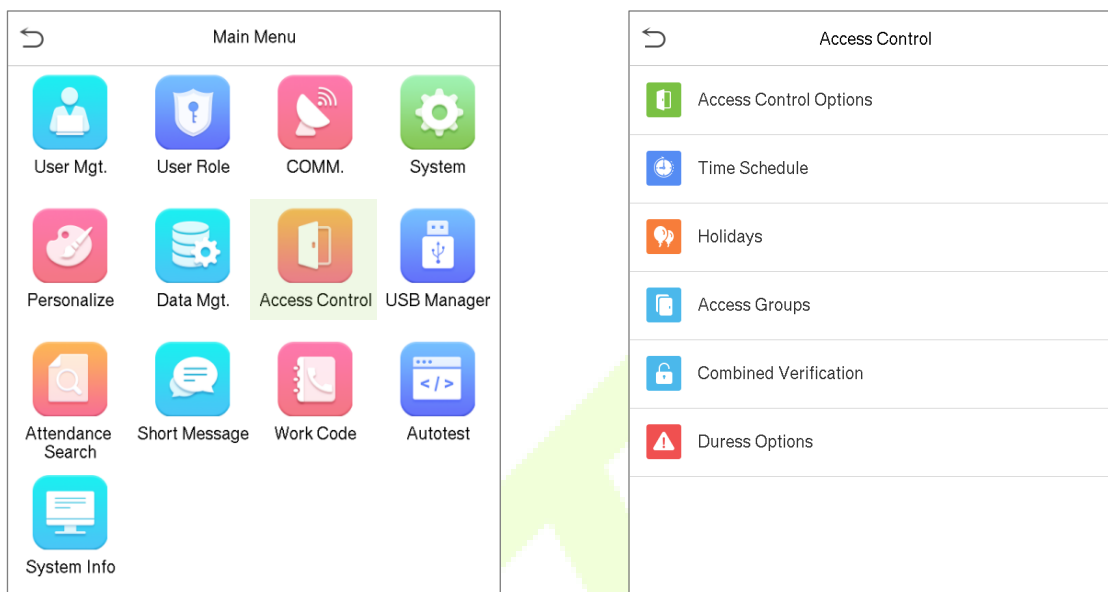 Main Menu
User Mgt.
User Role
COMM.
System
Personalize
Data Mgt.
Access Control
USB Manager
Attendance
Search
Short Message
Work Code
</>
Autotest
System Info
Access Control
Access Control Options
Time Schedule
Holidays
Access Groups
Combined Verification
Duress Options